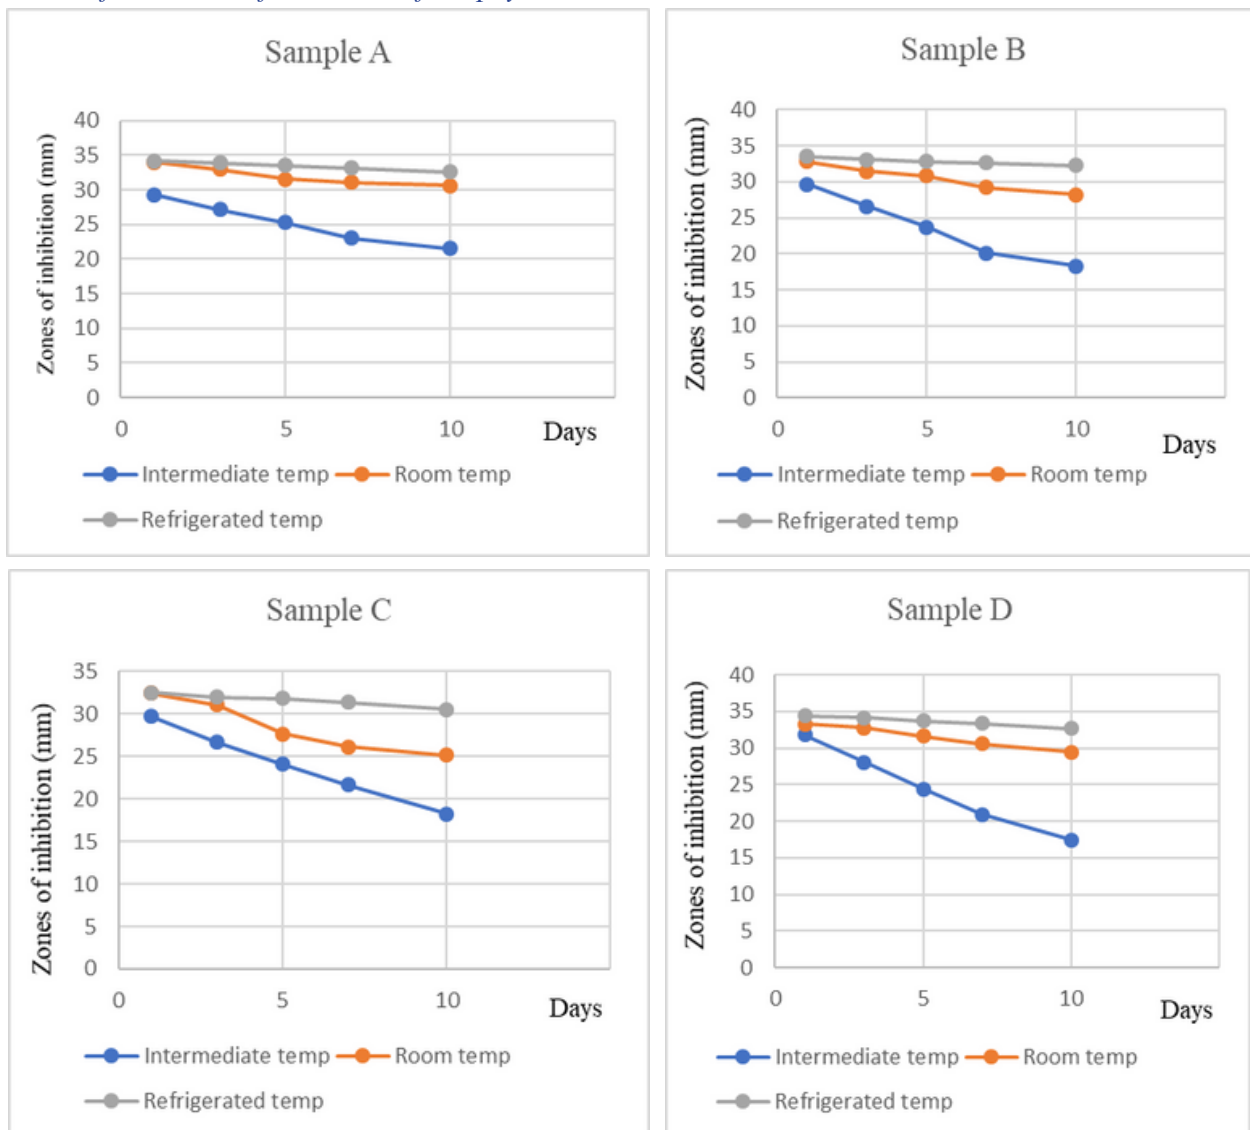 Sample A
Zones of inhibition (mm)
40
35
30
25
20
15
10
5
0
0 5 10 Days
Intermediate temp Room temp
Refrigerated temp
Sample B
Zones of inhibition (mm)
40
35
30
25
20
15
10
5
0
0 5 10 Days
Intermediate temp Room temp
Refrigerated temp
Sample C
Zones of inhibition (mm)
35
30
25
20
15
10
5
0
0 5 10 Days
Intermediate temp Room temp
Refrigerated temp
Sample D
Zones of inhibition (mm)
40
35
30
25
20
15
10
5
0
0 5 10 Days
Intermediate temp Room temp
Refrigerated temp